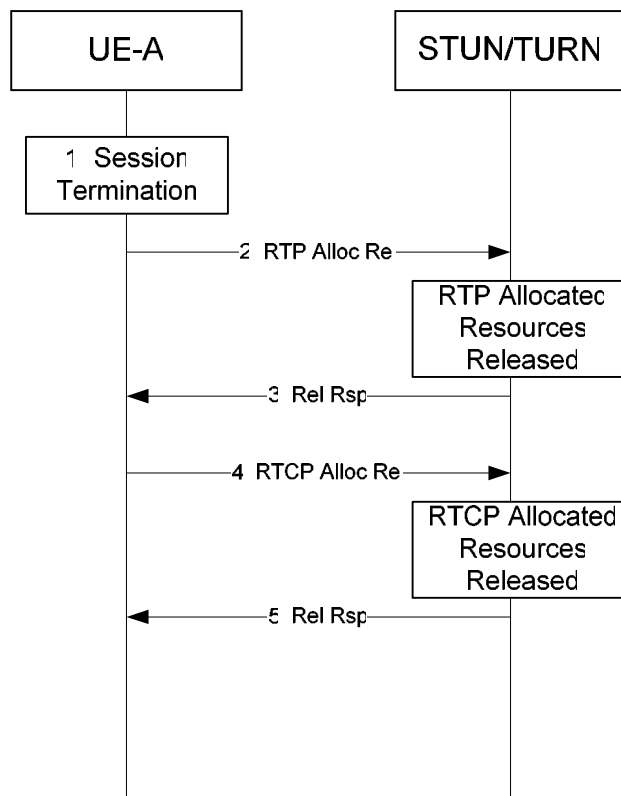 UE-A
STUN/TURN
1 Session
Termination
2 RTP Alloc Re
RTP Allocated
Resources
Released
3 Rel Rsp
4 RTCP Alloc Re
RTCP Allocated
Resources
Released
5 Rel Rsp